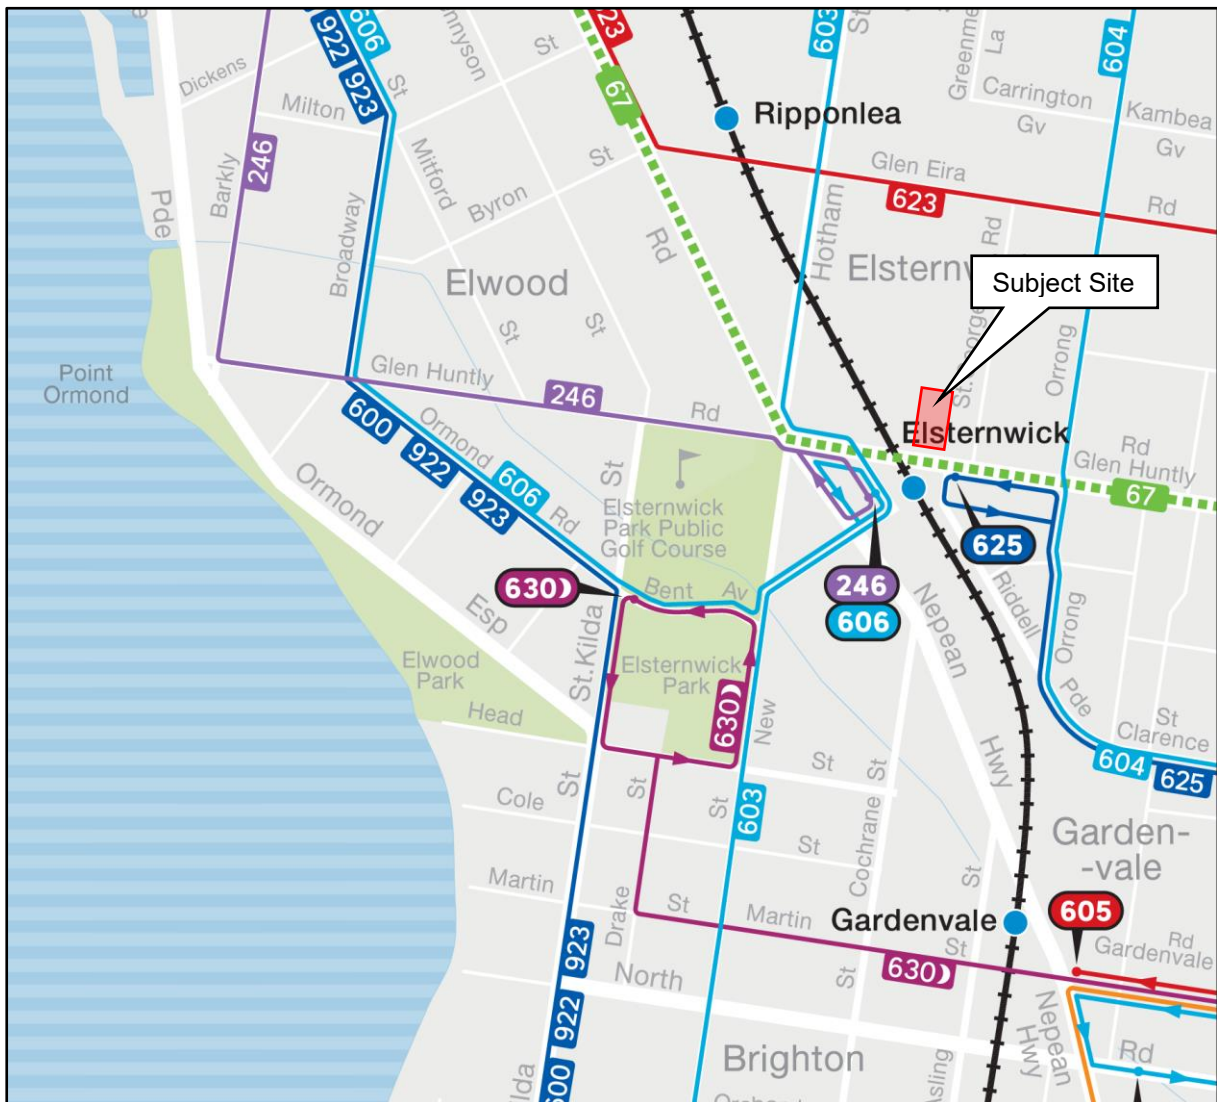 922
606
923
Dickens
Milton
St
St
Mitford
Byron
St
St
623
67
Ripponlea
603
St
Greenme
La
Carrington
Gv
604
Kambea
Gv
Glen Eira
623
Rd
Rd
Barkly
246
Pde
Broadway
Elwood
St
St
Rd
Hotham
Subject Site
Orrong
Point
Ormond
Glen Huntly
246
Rd
Elsternwick
Rd
Glen Huntly
67
600
922
923
Ormond
606
Rd
St
Elsternwick
Park Public
Golf Course
Ormond
Esp
630
Bent
Av
246
606
625
Nepean
Riddell
Pde
Orrong
Hwy
St
Clarence
604
625
Elwood
Park
Head
St.Kilda
St
Elsternwick
Park
630
New
St
603
St
St
Cochrane
St
Cole
St
Martin
Drake
St
Martin
St
Garden-
-vale
Gardenvale
605
Rd
Gardenvale
630
St
St
923
922
600
North
Brighton
Nepean
Hwy
Asling
Rd